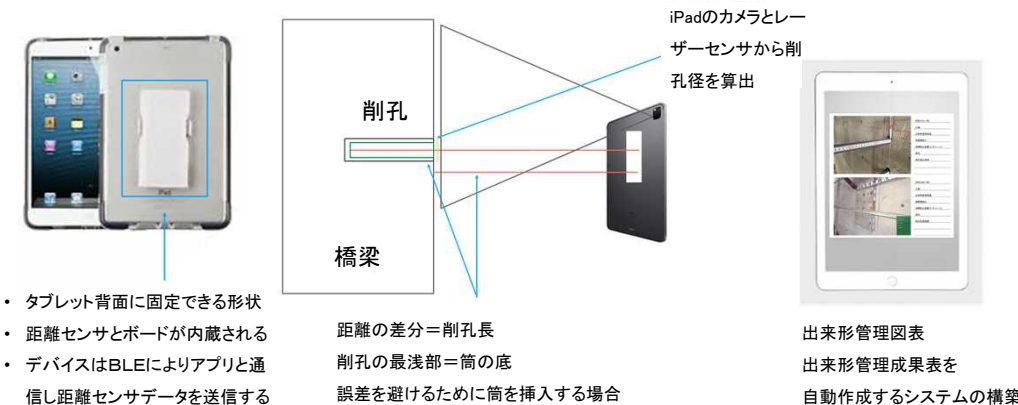 iPadのカメラとレー
ザーセンサから削
孔径を算出
削孔
橋梁
iPad
• タブレット背面に固定できる形状
• 距離センサとボードが内蔵される
• デバイスはBLEによりアプリと通
信し距離センサデータを送信する
距離の差分=削孔長
削孔の最浅部=筒の底
誤差を避けるために筒を挿入する場合
出来形管理図表
出来形管理成果表を
自動作成するシステムの構築